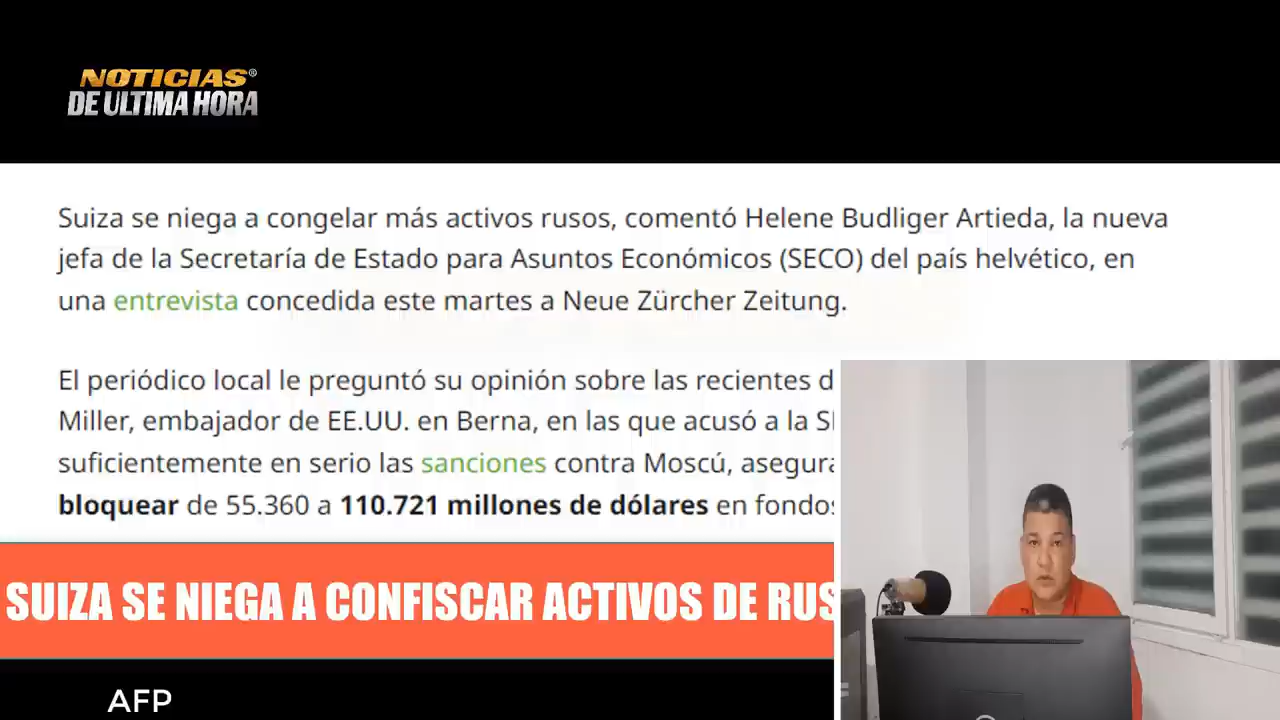 NOTICIAS®
DE ULTIMA HORA
Suiza se niega a congelar más activos rusos, comentó Helene Budliger Artieda, la nueva
jefa de la Secretaría de Estado para Asuntos Económicos (SECO) del país helvético, en
una entrevista concedida este martes a Neue Zürcher Zeitung.
El periódico local le preguntó su opinión sobre las recientes
Miller, embajador de EE.UU. en Berna, en las que acusó a la
suficientemente en serio las sanciones contra Moscú,
bloquear de 55.360 a 110.721 millones de dólares en
SUIZA SE NIEGA A CONFISCAR ACTIVOS DE
AFP